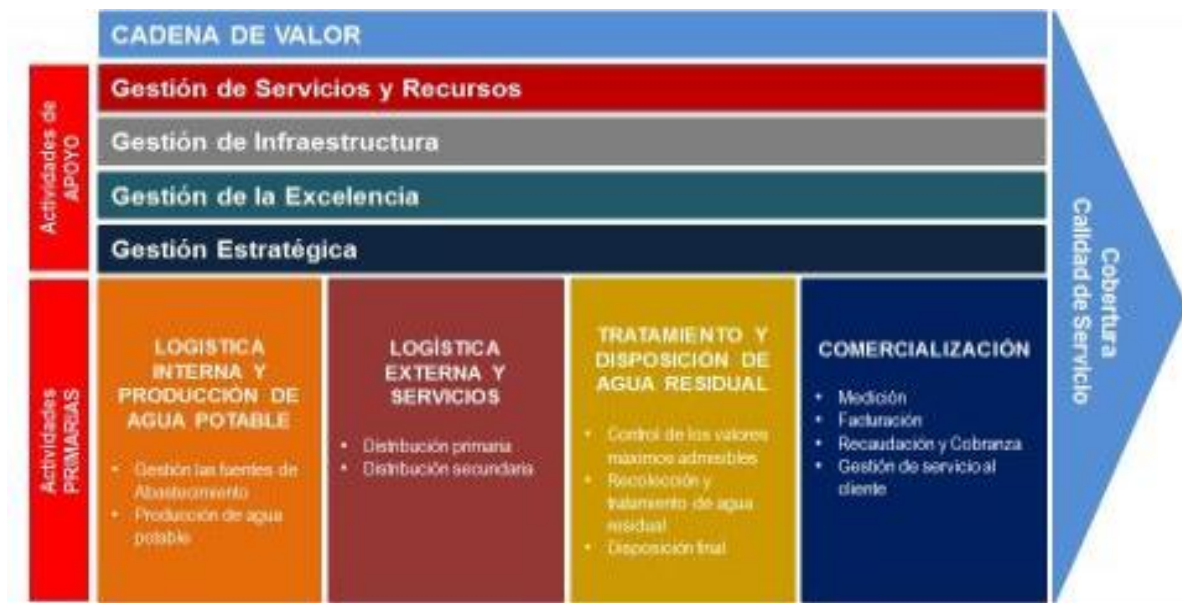 CADENA DE VALOR
Actividades de
APOYO
Gestión de Servicios y Recursos
Gestión de Infraestructura
Gestión de la Excelencia
Gestión Estratégica
Actividades
PRIMARIAS
LOGISTICA
INTERNA Y
PRODUCCIÓN DE
AGUA POTABLE
• Gestión las fuentes de
Abastecimiento
• Producción de agua
potable
LOGÍSTICA
EXTERNA Y
SERVICIOS
• Distribución primaria
• Distribución secundaria
TRATAMIENTO Y
DISPOSICIÓN DE
AGUA RESIDUAL
• Control de los valores
máximos admisibles
• Recolección y
tratamiento de agua
residual
• Disposición final
COMERCIALIZACIÓN
• Medición
• Facturación
• Recaudación y Cobranza
• Gestión de servicio al
cliente
Cobertura
Calidad de Servicio